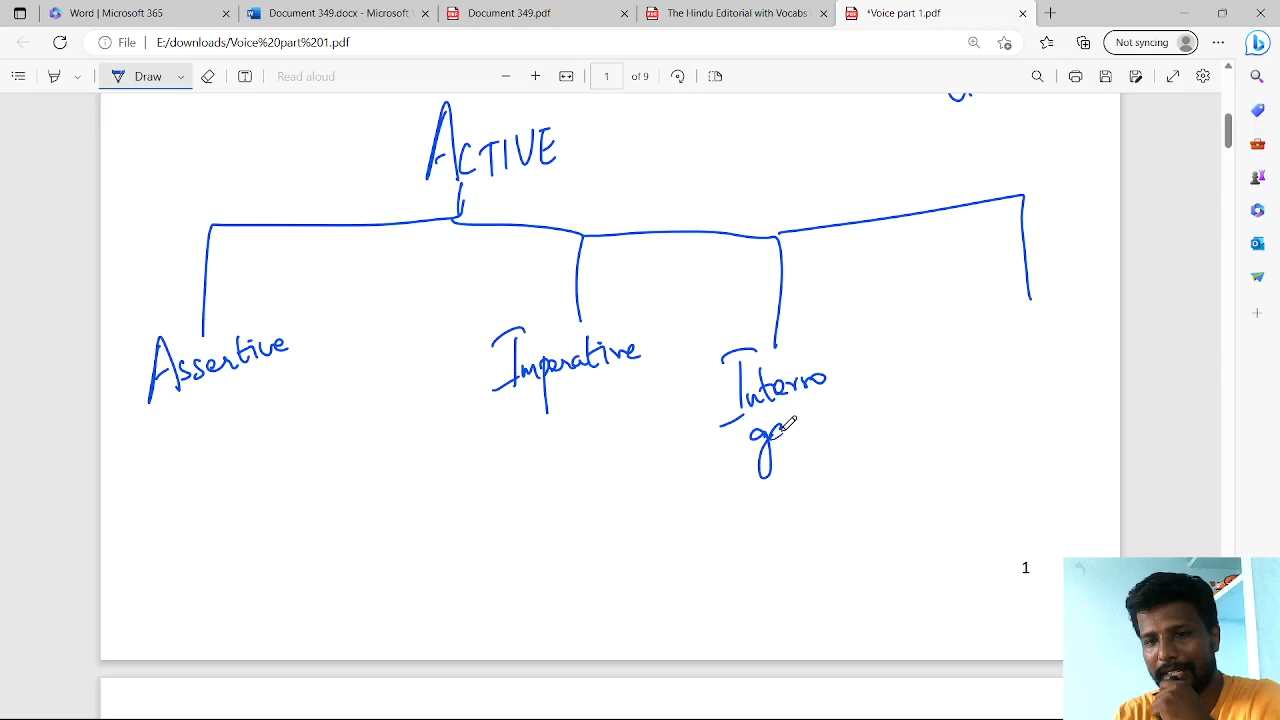 Word | Microsoft 365
Document 349.docx - Microsoft
Document 349.pdf
The Hindu Editorial with Vocabs
*Voice part 1.pdf
File
E:/downloads/Voice%20part%201.pdf
Not syncing
Draw
Read aloud
1
of 9
ACTIVE
Assertive
Imperative
Interro
ga
1